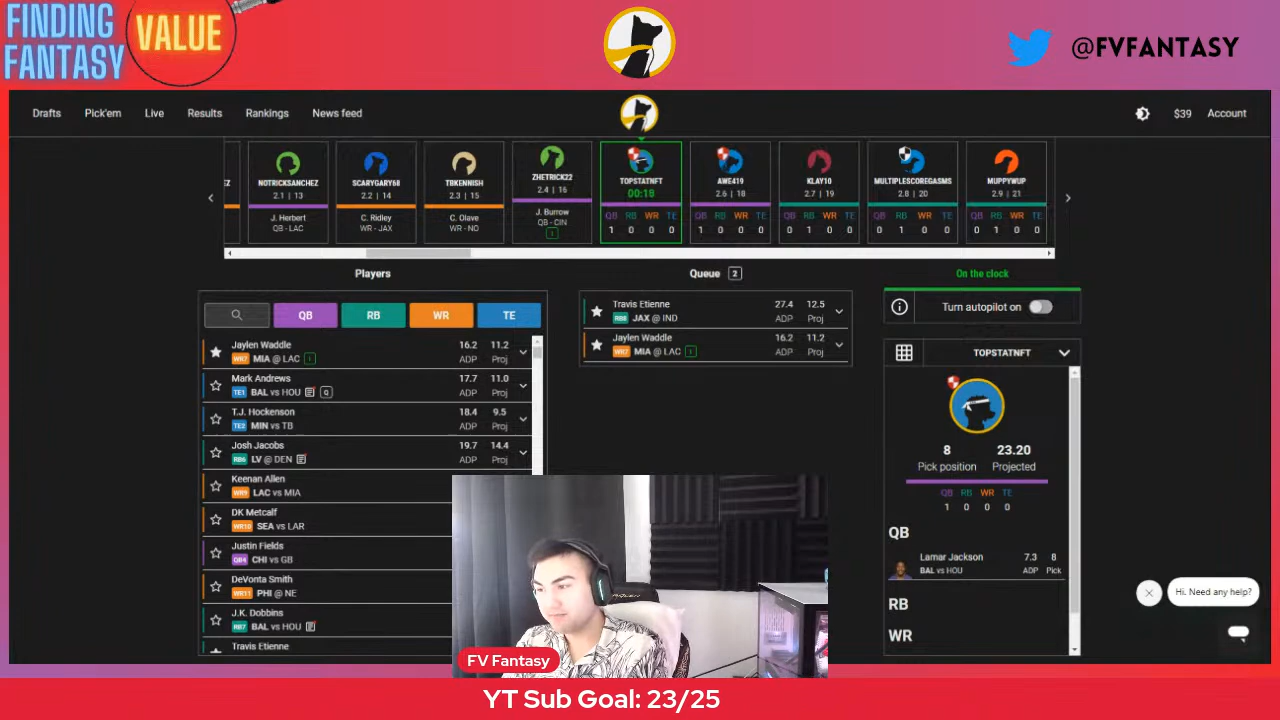 FINDING
FANTASY
VALUE
@FVFANTASY
Drafts Pick'em Live Results Rankings News feed
$39 Account
NOTRICKSANCHEZ
2.1 | 13
J. Herbert
QB - LAC
SCARYGARY68
2.2 | 14
C. Ridley
WR - JAX
TBKENNISH
2.3 | 15
C. Olave
WR - NO
ZHETRICK22
2.4 | 16
J. Burrow
QB - CIN
TOPSTATNFT
00:18
QB RB WR TE
1 0 0 0
AWE419
2.6 | 18
QB RB WR TE
1 0 0 0
KLAY10
2.7 | 19
QB RB WR TE
0 1 0 0
MULTIPLESCOREGASMS
2.8 | 20
QB RB WR TE
0 1 0 0
MUPPYWUP
2.9 | 21
QB RB WR TE
0 1 0 0
Players
QB RB WR TE
Jaylen Waddle 16.2 11.2
WR7 MIA @ LAC ADP Proj
Mark Andrews 17.7 11.0
TE1 BAL vs HOU Q ADP Proj
T.J. Hockenson 18.4 9.5
TE2 MIN vs TB ADP Proj
Josh Jacobs 19.7 14.4
RB6 LV @ DEN ADP Proj
Keenan Allen
WR9 LAC vs MIA
DK Metcalf
WR10 SEA vs LAR
Justin Fields
QB4 CHI vs GB
DeVonta Smith
WR11 PHI @ NE
J.K. Dobbins
RB7 BAL vs HOU
Travis Etienne
Queue 2
Travis Etienne 27.4 12.5
RB8 JAX @ IND ADP Proj
Jaylen Waddle 16.2 11.2
WR7 MIA @ LAC ADP Proj
On the clock
Turn autopilot on
TOPSTATNFT
8 23.20
Pick position Projected
QB RB WR TE
1 0 0 0
QB
Lamar Jackson 7.3 8
BAL vs HOU ADP Pick
RB
WR
Hi. Need any help?
FV Fantasy
YT Sub Goal: 23/25